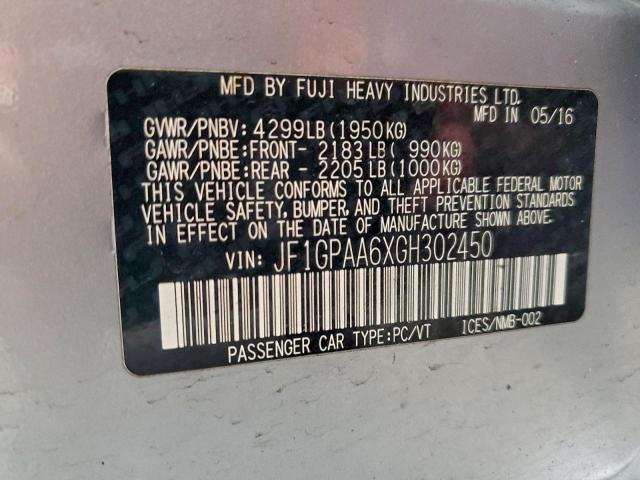 MFD BY FUJI HEAVY INDUSTRIES LTD.
MFD IN 05/16
GVWR/PNBV: 4299LB (1950KG)
GAWR/PNBE:FRONT- 2183LB ( 990KG)
GAWR/PNBE:REAR - 2205LB (1000KG)
THIS VEHICLE CONFORMS TO ALL APPLICABLE FEDERAL MOTOR
VEHICLE SAFETY, BUMPER, AND THEFT PREVENTION STANDARDS
IN EFFECT ON THE DATE OF MANUFACTURE SHOWN ABOVE.
VIN: JF1GPAA6XGH302450
PASSENGER CAR TYPE:PC/VT ICES/NMB-002